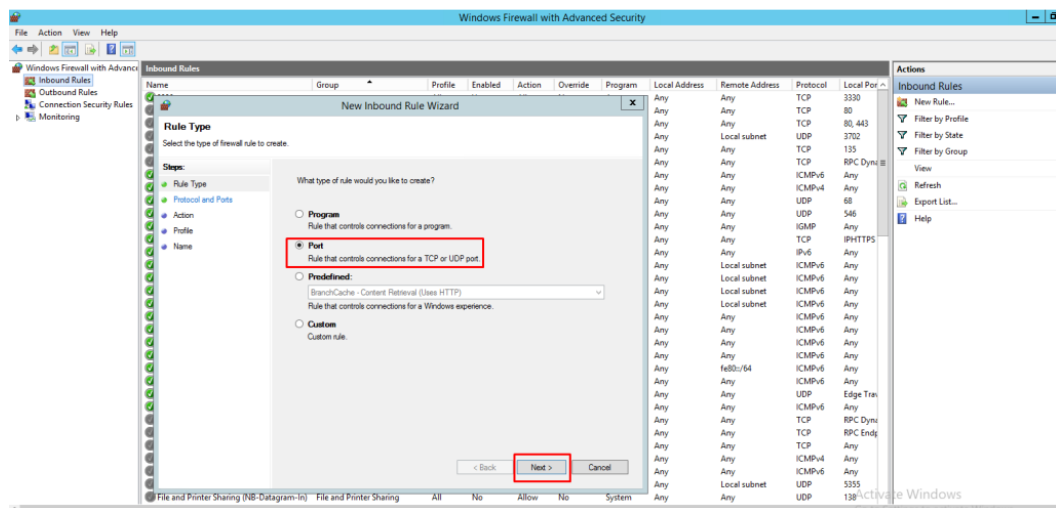 Windows Firewall with Advanced Security
File Action View Help
Windows Firewall with Advance
Inbound Rules
Outbound Rules
Connection Security Rules
Monitoring
Inbound Rules
Name Group Profile Enabled Action Override Program Local Address Remote Address Protocol Local Por
Any Any TCP 3330
Any Any TCP 80
Any Any TCP 80, 443
Any Local subnet UDP 3702
Any Any TCP 135
Any Any TCP RPC Dyna
Any Any ICMPv6 Any
Any Any ICMPv4 Any
Any Any UDP 68
Any Any UDP 546
Any Any IGMP Any
Any Any TCP IPHTTPS
Any Any IPv6 Any
Any Local subnet ICMPv6 Any
Any Local subnet ICMPv6 Any
Any Local subnet ICMPv6 Any
Any Local subnet ICMPv6 Any
Any Any ICMPv6 Any
Any Any ICMPv6 Any
Any Any ICMPv6 Any
Any Any ICMPv6 Any
Any fe80::/64 ICMPv6 Any
Any Any ICMPv6 Any
Any Any UDP Edge Trav
Any Any ICMPv6 Any
Any Any TCP RPC Dyna
Any Any TCP RPC Endp
Any Any TCP Any
Any Any ICMPv4 Any
Any Any ICMPv6 Any
Any Local subnet UDP 5355
File and Printer Sharing (NB-Datagram-In) File and Printer Sharing All No Allow No System Any Any UDP 138
New Inbound Rule Wizard
x
Rule Type
Select the type of firewall rule to create.
Steps:
Rule Type
Protocol and Ports
Action
Profile
Name
What type of rule would you like to create?
Program
Rule that controls connections for a program.
Port
Rule that controls connections for a TCP or UDP port.
Predefined:
BranchCache - Content Retrieval (Uses HTTP)
Rule that controls connections for a Windows experience.
Custom
Custom rule.
< Back Next > Cancel
Actions
Inbound Rules
New Rule...
Filter by Profile
Filter by State
Filter by Group
View
Refresh
Export List...
Help
Activate Windows